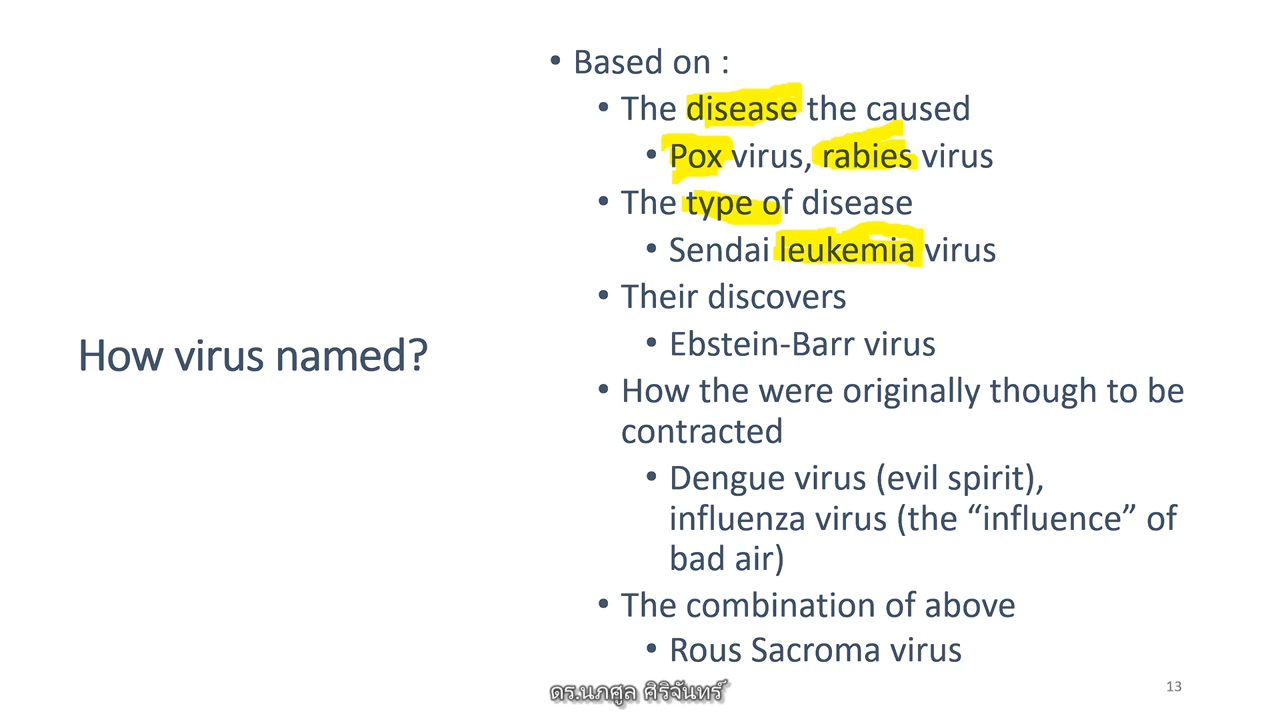 How virus named?
• Based on :
• The disease the caused
• Pox virus, rabies virus
• The type of disease
• Sendai leukemia virus
• Their discovers
• Ebstein-Barr virus
• How the were originally though to be
contracted
• Dengue virus (evil spirit),
influenza virus (the “influence” of
bad air)
• The combination of above
• Rous Sacroma virus
ดร.นภศูล ศิริจันทร์
13